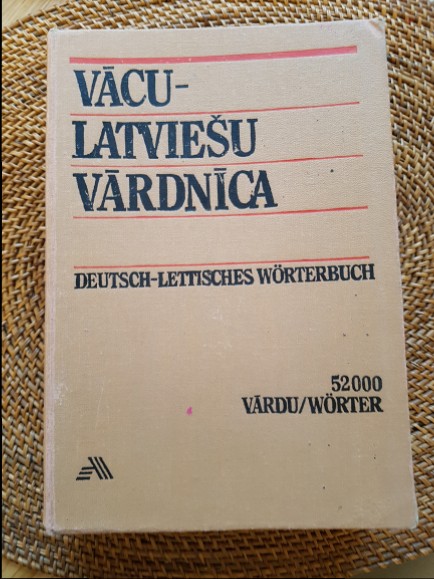 VĀCU-
LATVIEŠU
VĀRDNĪCA
DEUTSCH-LETTISCHES WÖRTERBUCH
52000
VĀRDU/WÖRTER